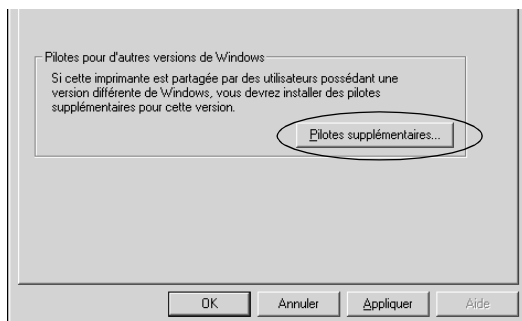 Pilotes pour d'autres versions de Windows
Si cette imprimante est partagée par des utilisateurs possédant une
version différente de Windows, vous devrez installer des pilotes
supplémentaires pour cette version.
Pilotes supplémentaires...
OK Annuler Appliquer Aide